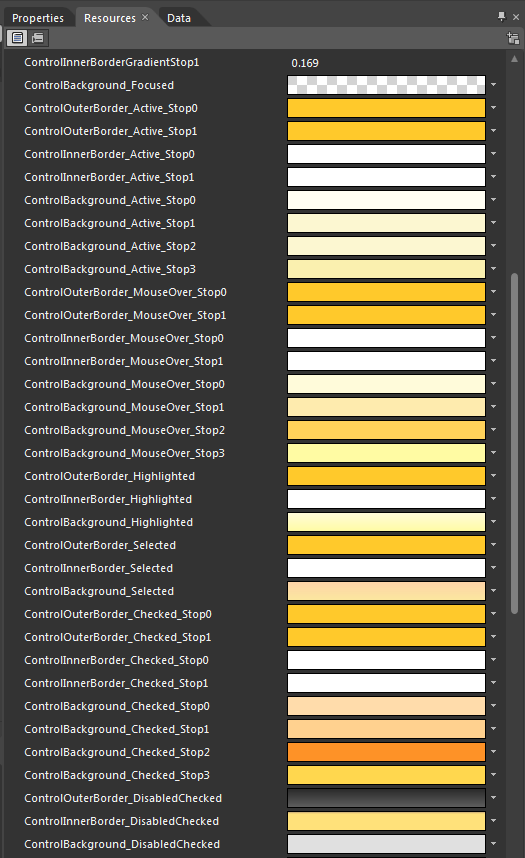 Properties Resources Data
ControlInnerBorderGradientStop1 0.169
ControlBackground_Focused
ControlOuterBorder_Active_Stop0
ControlOuterBorder_Active_Stop1
ControlInnerBorder_Active_Stop0
ControlInnerBorder_Active_Stop1
ControlBackground_Active_Stop0
ControlBackground_Active_Stop1
ControlBackground_Active_Stop2
ControlBackground_Active_Stop3
ControlOuterBorder_MouseOver_Stop0
ControlOuterBorder_MouseOver_Stop1
ControlInnerBorder_MouseOver_Stop0
ControlInnerBorder_MouseOver_Stop1
ControlBackground_MouseOver_Stop0
ControlBackground_MouseOver_Stop1
ControlBackground_MouseOver_Stop2
ControlBackground_MouseOver_Stop3
ControlOuterBorder_Highlighted
ControlInnerBorder_Highlighted
ControlBackground_Highlighted
ControlOuterBorder_Selected
ControlInnerBorder_Selected
ControlBackground_Selected
ControlOuterBorder_Checked_Stop0
ControlOuterBorder_Checked_Stop1
ControlInnerBorder_Checked_Stop0
ControlInnerBorder_Checked_Stop1
ControlBackground_Checked_Stop0
ControlBackground_Checked_Stop1
ControlBackground_Checked_Stop2
ControlBackground_Checked_Stop3
ControlOuterBorder_DisabledChecked
ControlInnerBorder_DisabledChecked
ControlBackground_DisabledChecked